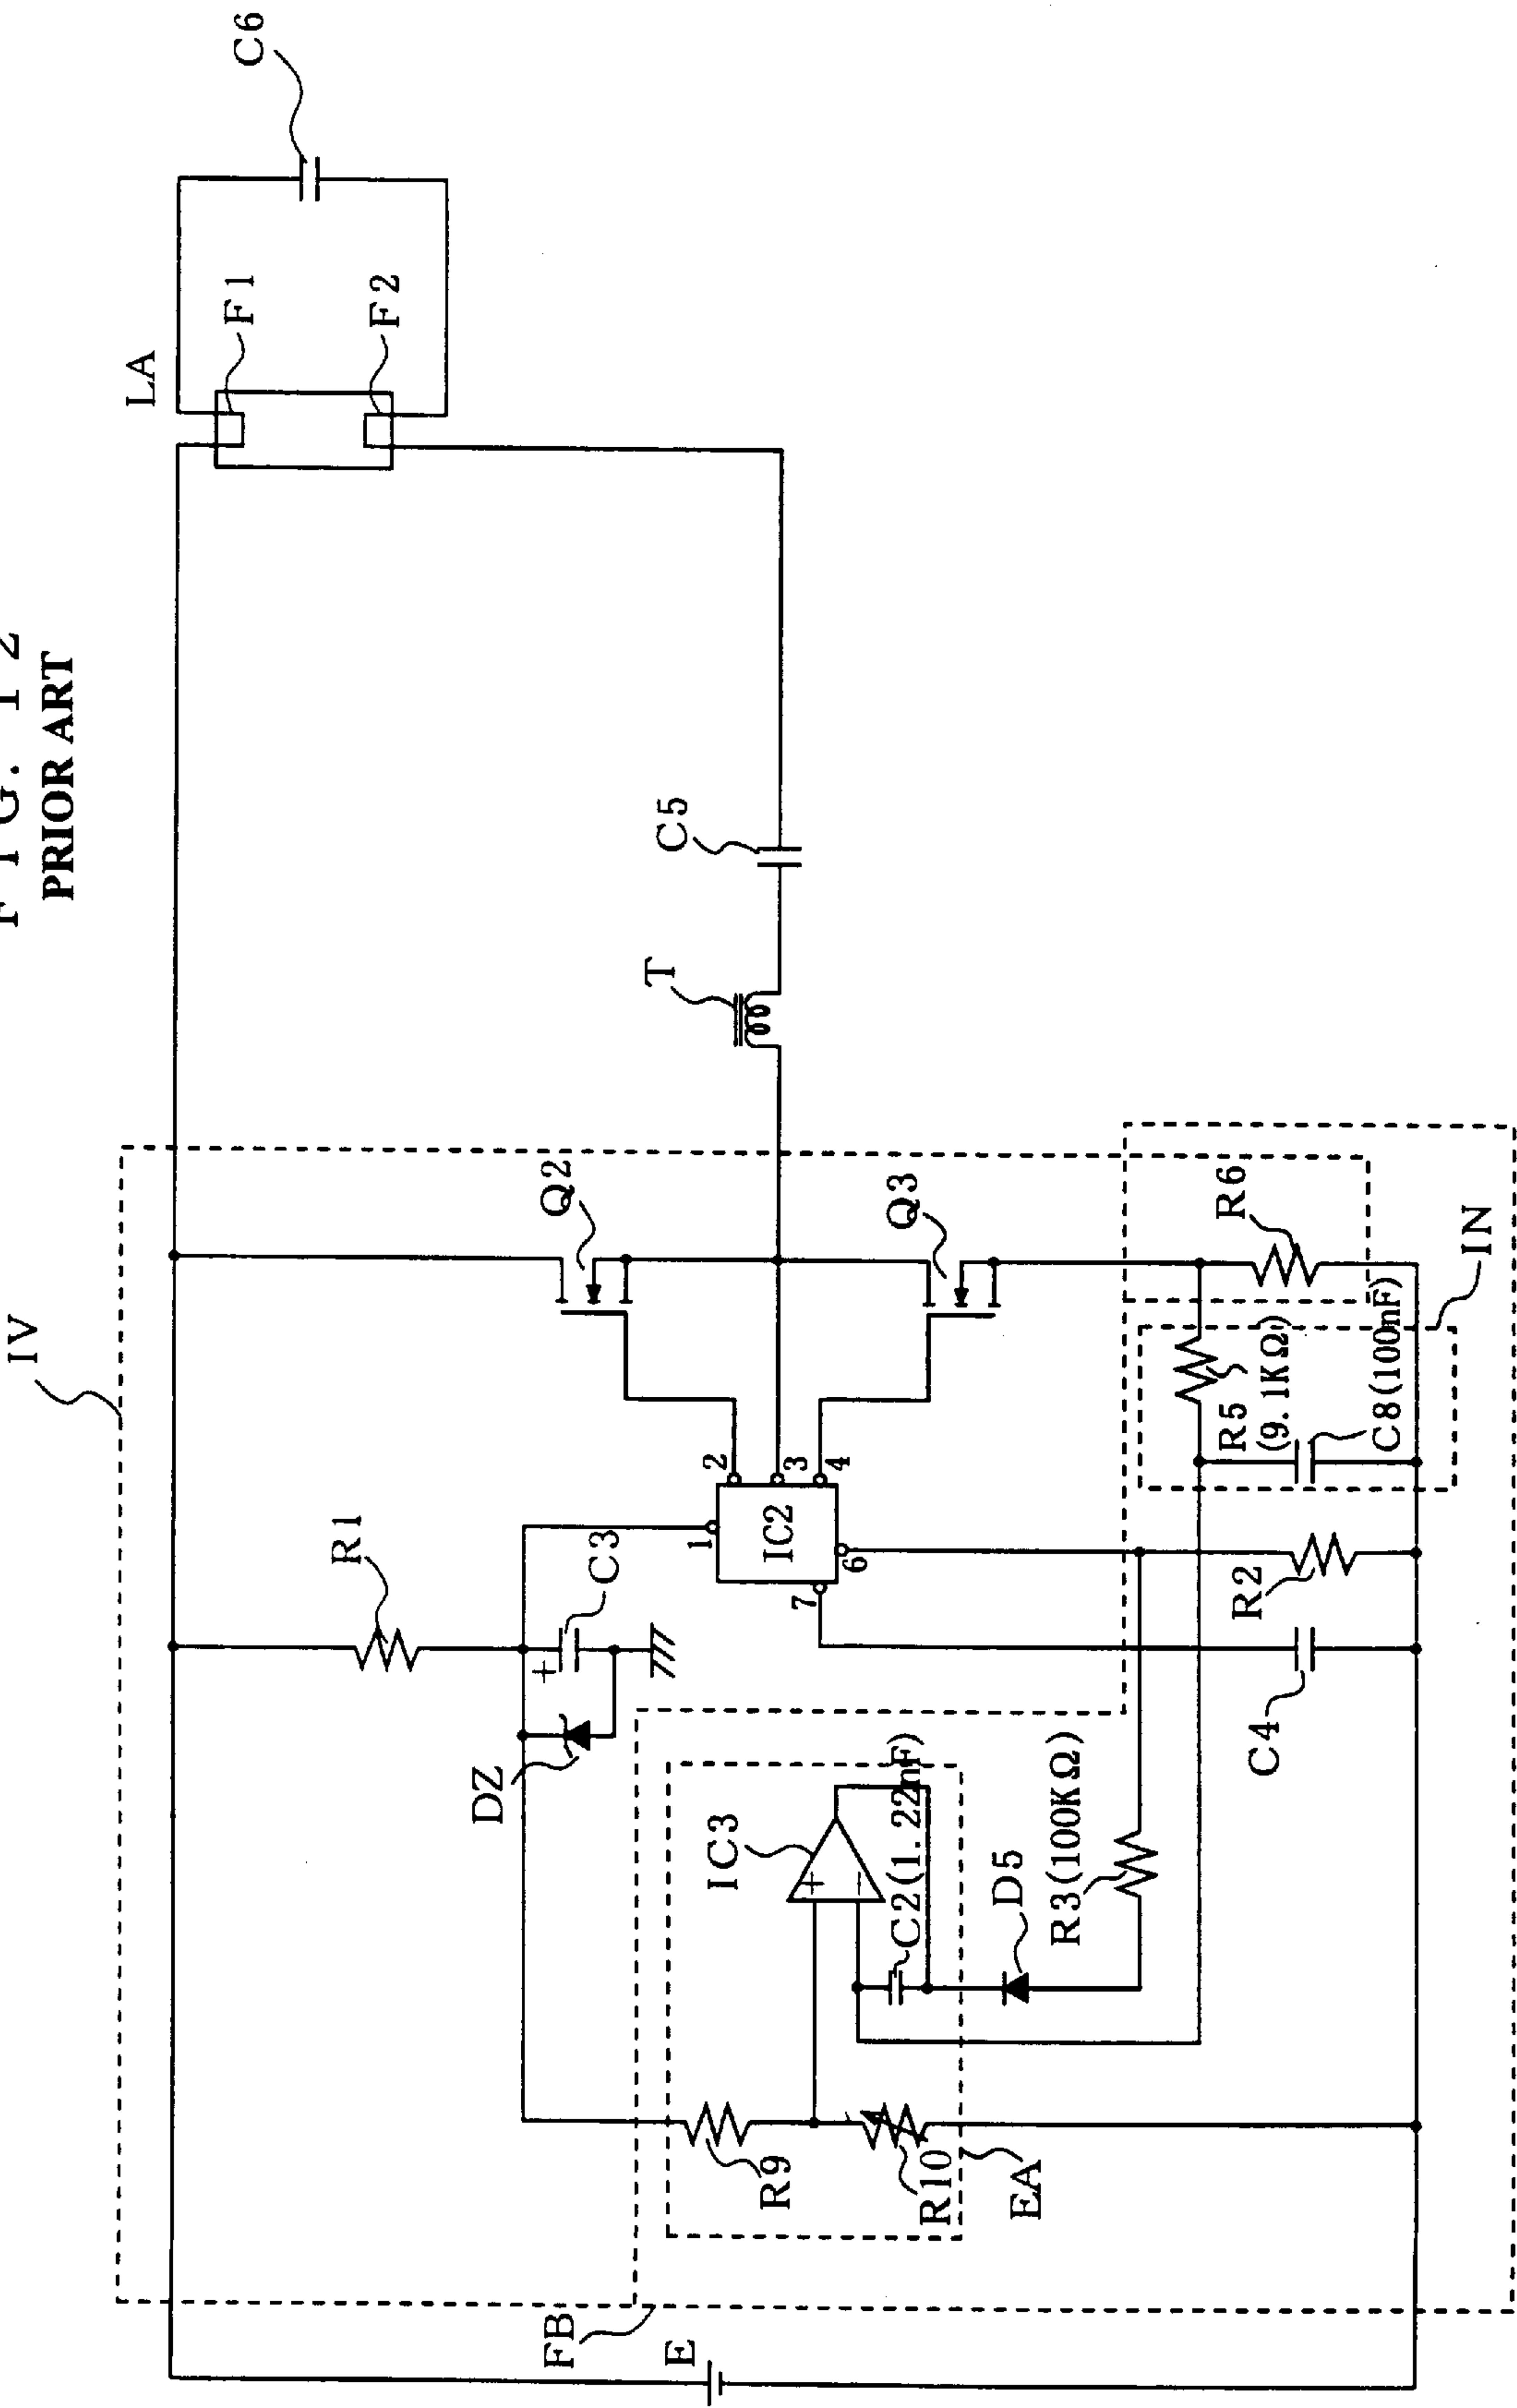 FIG. 12
PRIOR ART
IV
LA
C6
F1
F2
R1
Q2
T
C5
DZ
+
C3
1
2
IC2
3
4
7
6
Q3
FB
E
R9
R10
EA
IC3
+
−
C2(1.22nF)
D5
R3(100KΩ)
C4
R2
R5
(9.1KΩ)
C8(100nF)
R6
IN